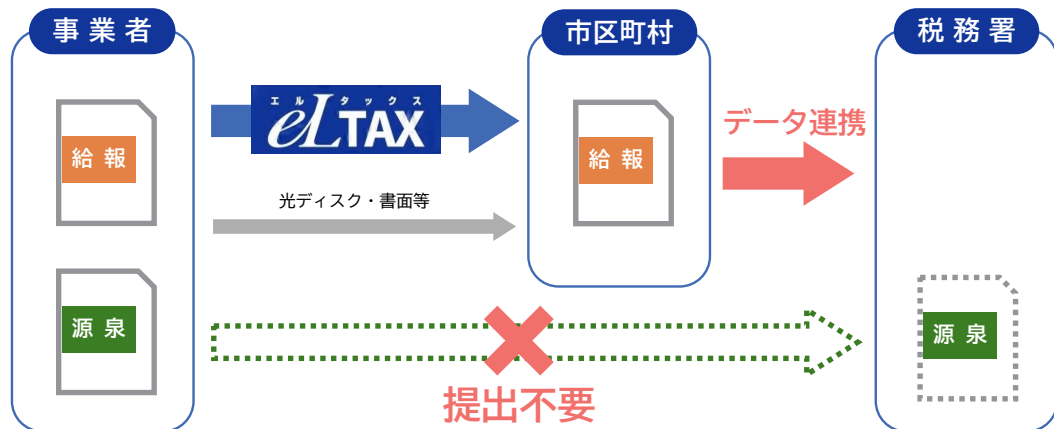 事業者
市区町村
税務署
エルタックス
eLTAX
給報
給報
データ連携
光ディスク・書面等
源泉
源泉
提出不要